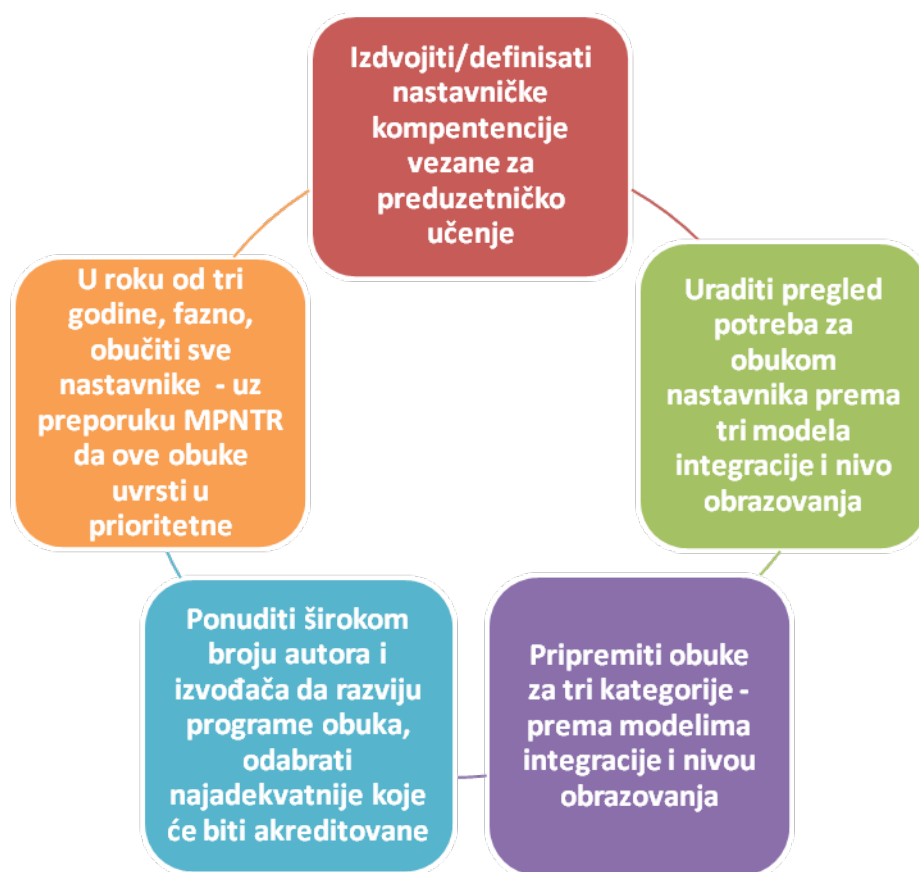 Izdvojiti/definisati
nastavničke
kompentencije
vezane za
preduzetničko
učenje
Uraditi pregled
potreba za
obukom
nastavnika prema
tri modela
integracije i nivo
obrazovanja
Pripremiti obuke
za tri kategorije -
prema modelima
integracije i nivou
obrazovanja
Ponuditi širokom
broju autora i
izvođača da razviju
programe obuka,
odabrati
najadekvatnije koje
će biti akreditovane
U roku od tri
godine, fazno,
obučiti sve
nastavnike - uz
preporuku MPNTR
da ove obuke
uvrsti u
prioritetne